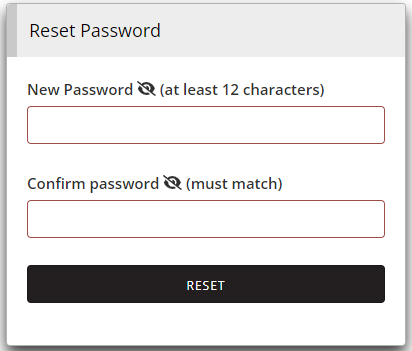 Reset Password
New Password (at least 12 characters)
Confirm password (must match)
RESET